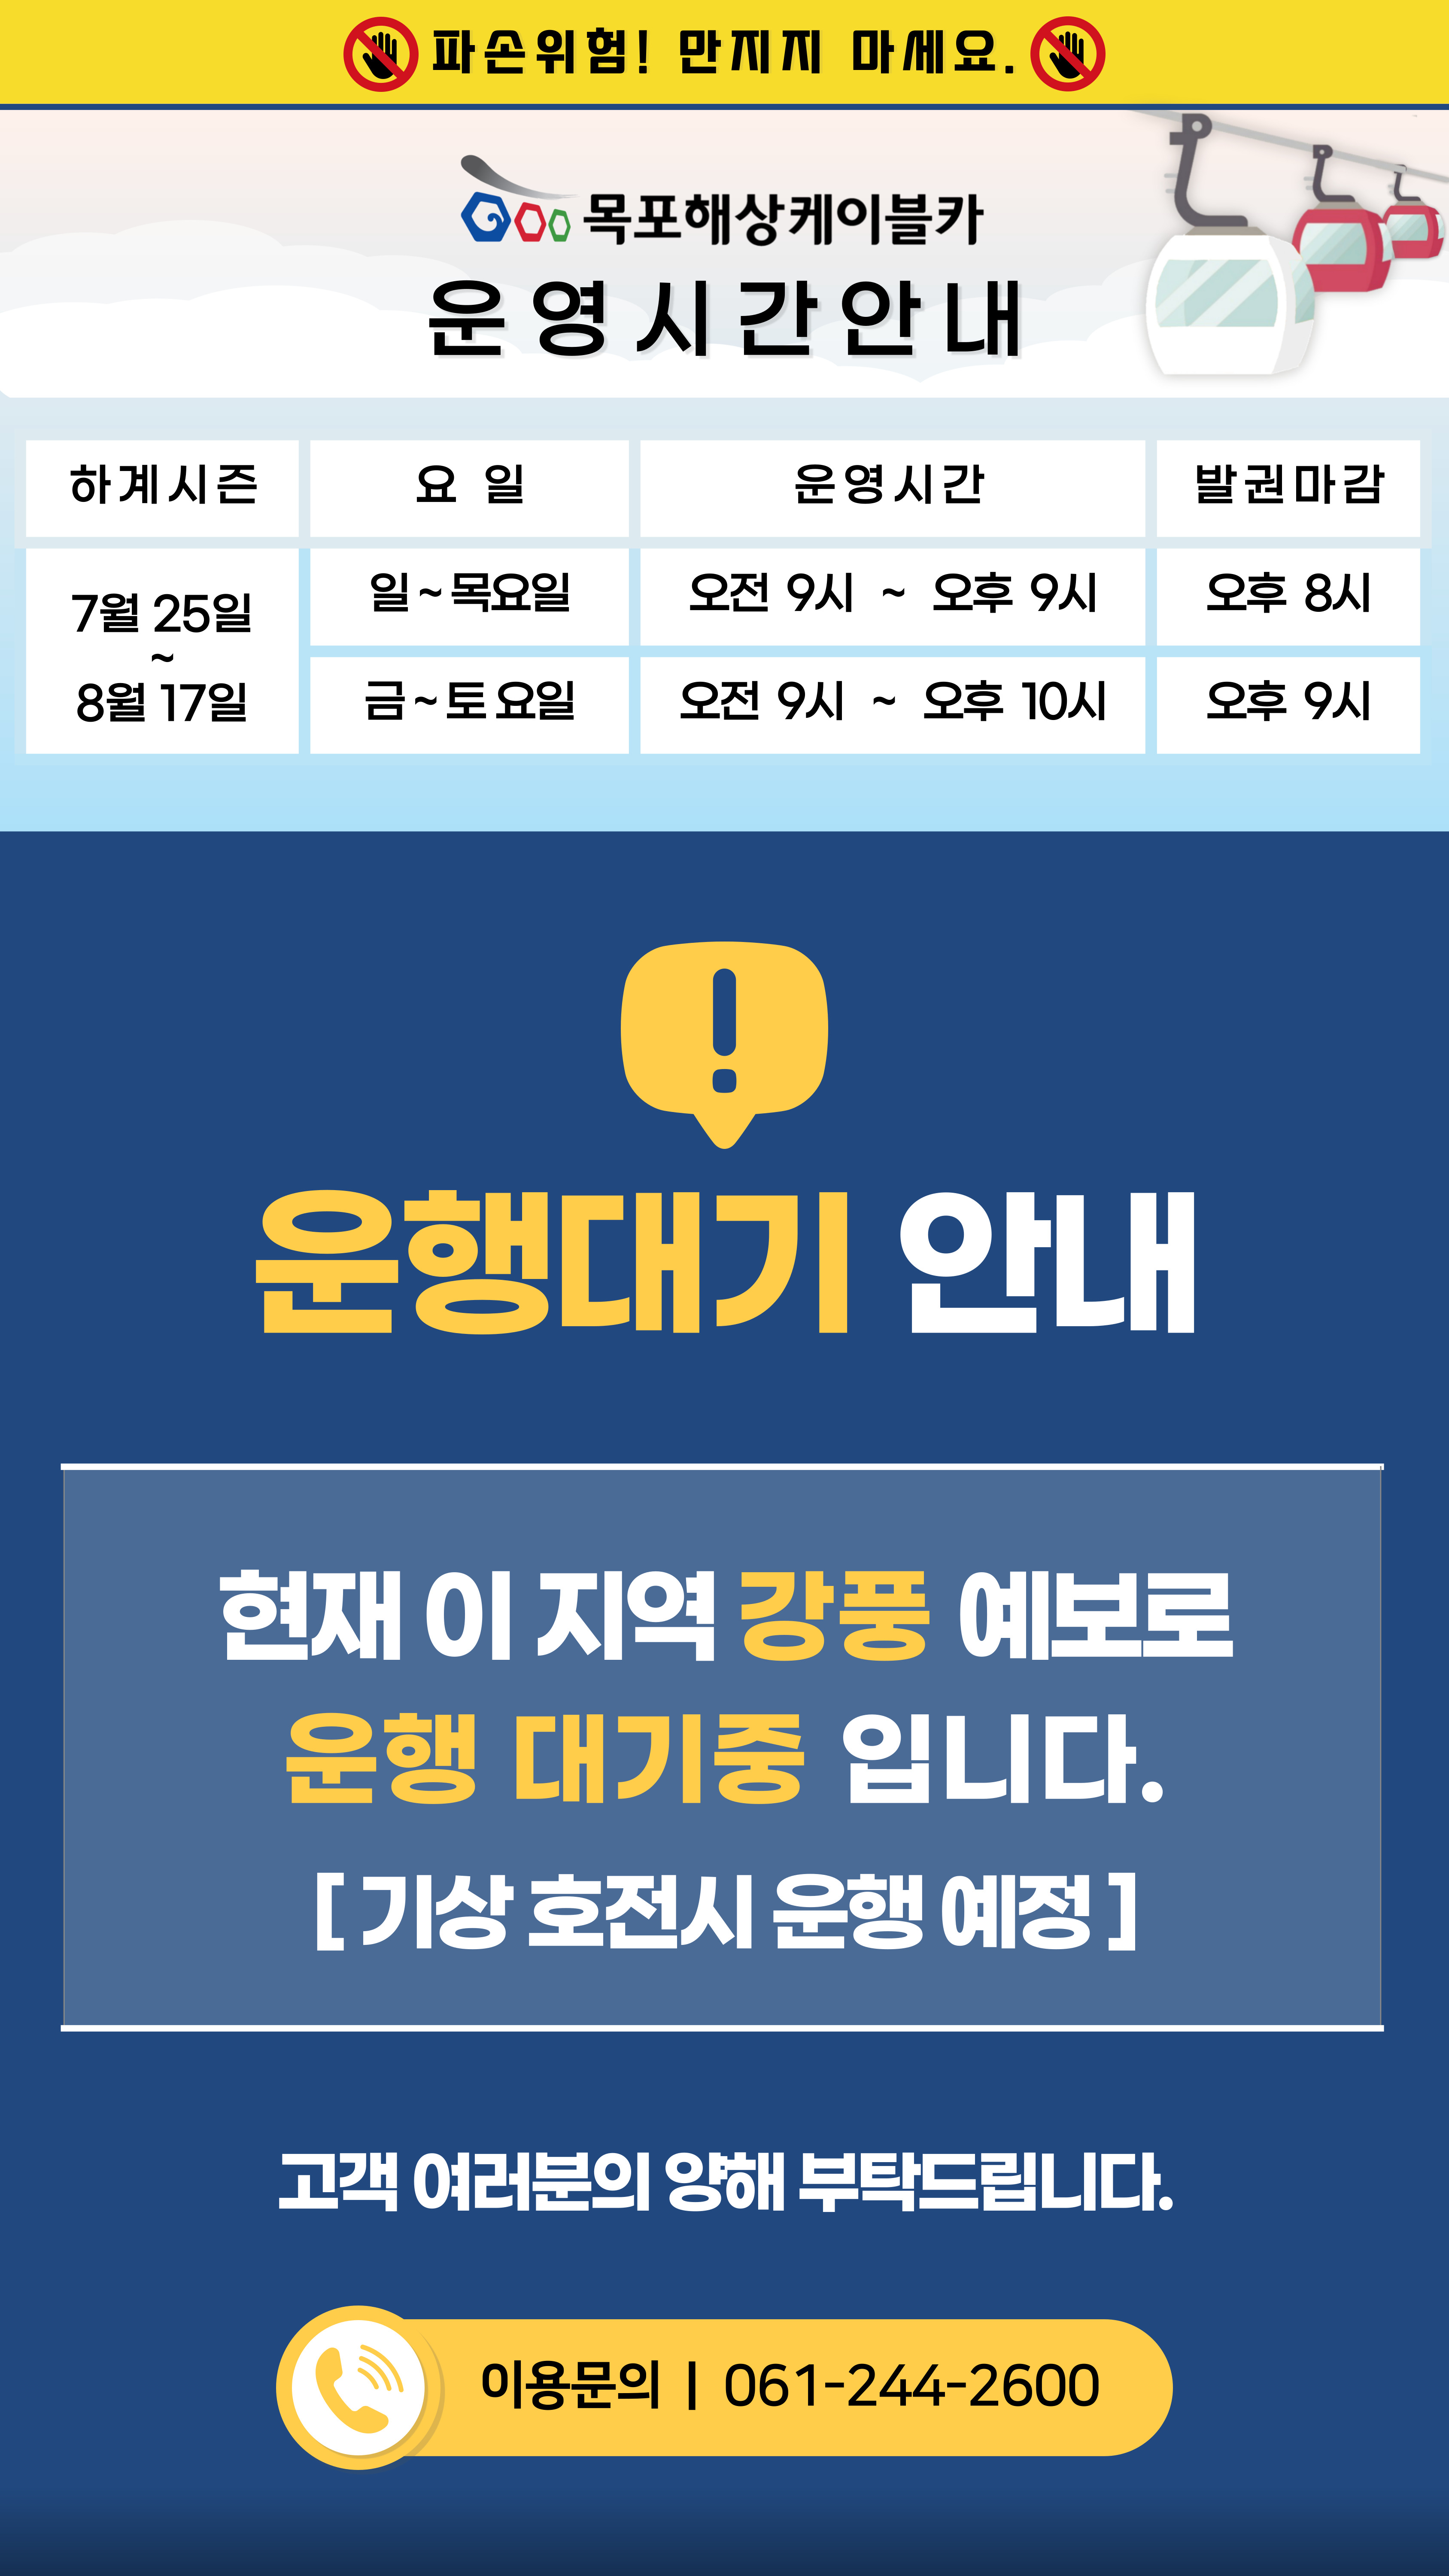 파손위험! 만지지 마세요.
목포해상케이블카
운영시간안내
하계시즌 요 일 운영시간 발권마감
7월 25일 ~ 8월 17일
일~목요일 오전 9시 ~ 오후 9시 오후 8시
금~토요일 오전 9시 ~ 오후 10시 오후 9시
운행대기 안내
현재 이 지역 강풍 예보로
운행 대기중 입니다.
[ 기상 호전시 운행 예정 ]
고객 여러분의 양해 부탁드립니다.
이용문의 | 061-244-2600